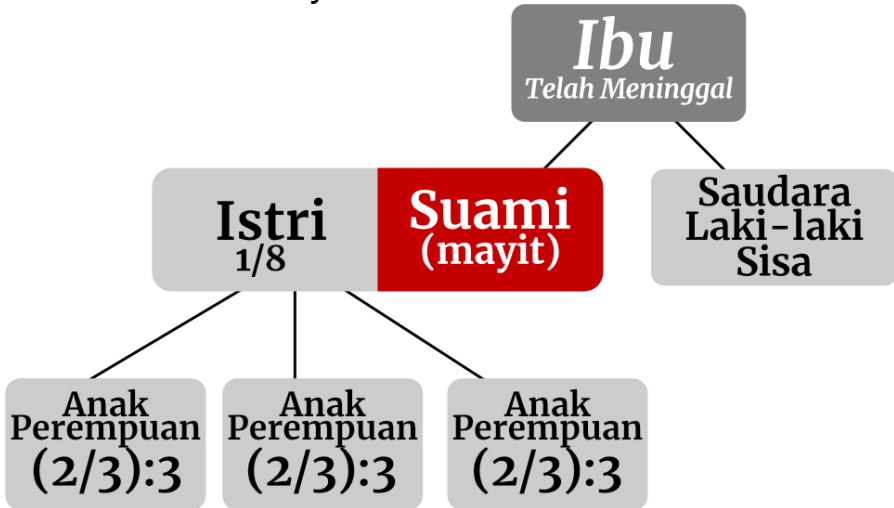 Ibu
Telah Meninggal
Istri
1/8
Suami
(mayit)
Saudara
Laki-laki
Sisa
Anak
Perempuan
(2/3):3
Anak
Perempuan
(2/3):3
Anak
Perempuan
(2/3):3